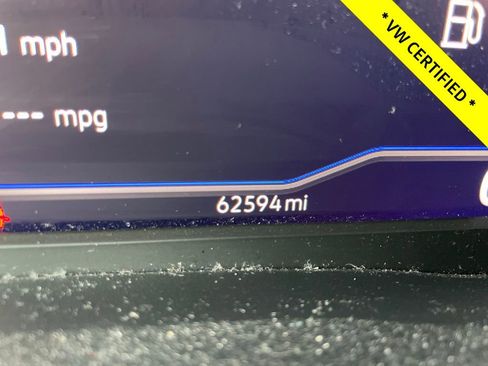 mph
* VW CERTIFIED *
--- mpg
62594 mi